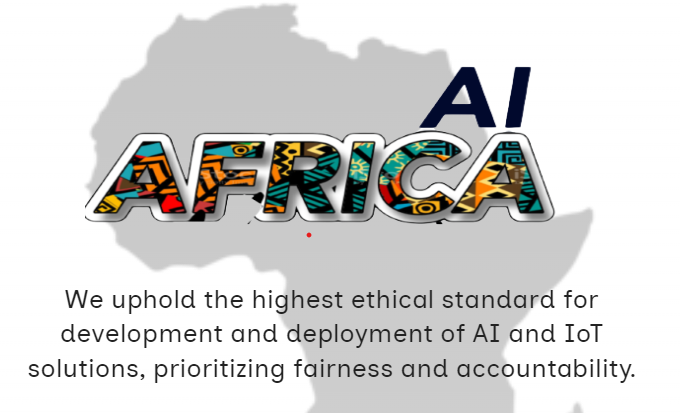 AI
AFRICA
We uphold the highest ethical standard for
development and deployment of AI and IoT
solutions, prioritizing fairness and accountability.